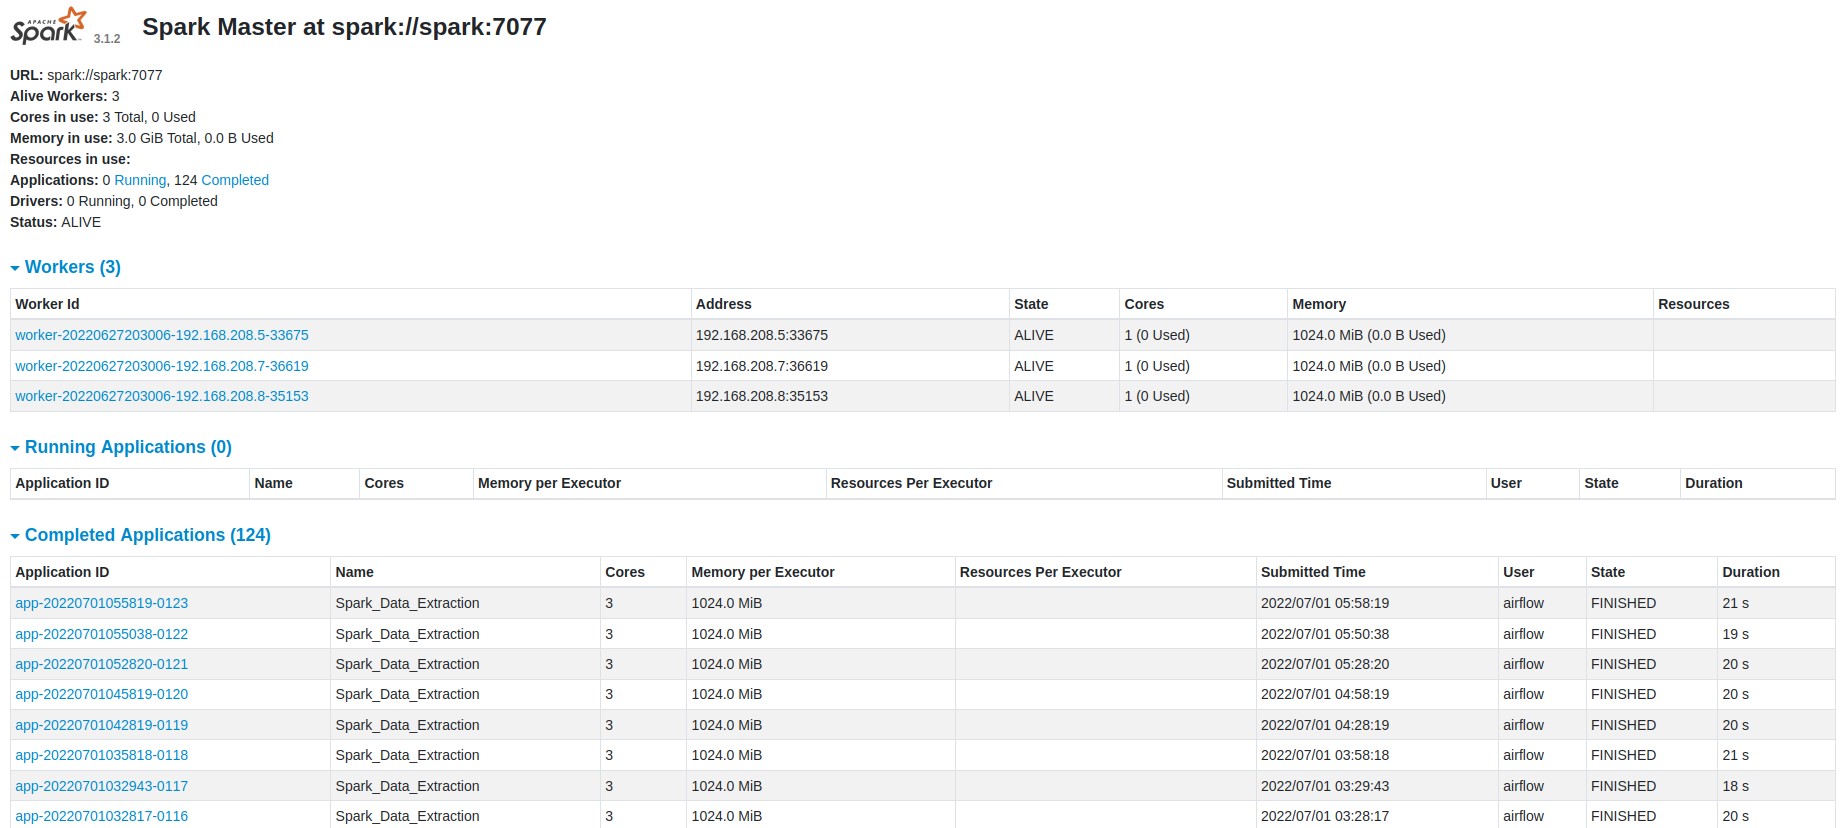 APACHE Spark 3.1.2 Spark Master at spark://spark:7077
URL: spark://spark:7077
Alive Workers: 3
Cores in use: 3 Total, 0 Used
Memory in use: 3.0 GiB Total, 0.0 B Used
Resources in use:
Applications: 0 Running, 124 Completed
Drivers: 0 Running, 0 Completed
Status: ALIVE
Workers (3)
Worker Id Address State Cores Memory Resources
worker-20220627203006-192.168.208.5-33675 192.168.208.5:33675 ALIVE 1 (0 Used) 1024.0 MiB (0.0 B Used)
worker-20220627203006-192.168.208.7-36619 192.168.208.7:36619 ALIVE 1 (0 Used) 1024.0 MiB (0.0 B Used)
worker-20220627203006-192.168.208.8-35153 192.168.208.8:35153 ALIVE 1 (0 Used) 1024.0 MiB (0.0 B Used)
Running Applications (0)
Application ID Name Cores Memory per Executor Resources Per Executor Submitted Time User State Duration
Completed Applications (124)
Application ID Name Cores Memory per Executor Resources Per Executor Submitted Time User State Duration
app-20220701055819-0123 Spark_Data_Extraction 3 1024.0 MiB 2022/07/01 05:58:19 airflow FINISHED 21 s
app-20220701055038-0122 Spark_Data_Extraction 3 1024.0 MiB 2022/07/01 05:50:38 airflow FINISHED 19 s
app-20220701052820-0121 Spark_Data_Extraction 3 1024.0 MiB 2022/07/01 05:28:20 airflow FINISHED 20 s
app-20220701045819-0120 Spark_Data_Extraction 3 1024.0 MiB 2022/07/01 04:58:19 airflow FINISHED 20 s
app-20220701042819-0119 Spark_Data_Extraction 3 1024.0 MiB 2022/07/01 04:28:19 airflow FINISHED 20 s
app-20220701035818-0118 Spark_Data_Extraction 3 1024.0 MiB 2022/07/01 03:58:18 airflow FINISHED 21 s
app-20220701032943-0117 Spark_Data_Extraction 3 1024.0 MiB 2022/07/01 03:29:43 airflow FINISHED 18 s
app-20220701032817-0116 Spark_Data_Extraction 3 1024.0 MiB 2022/07/01 03:28:17 airflow FINISHED 20 s